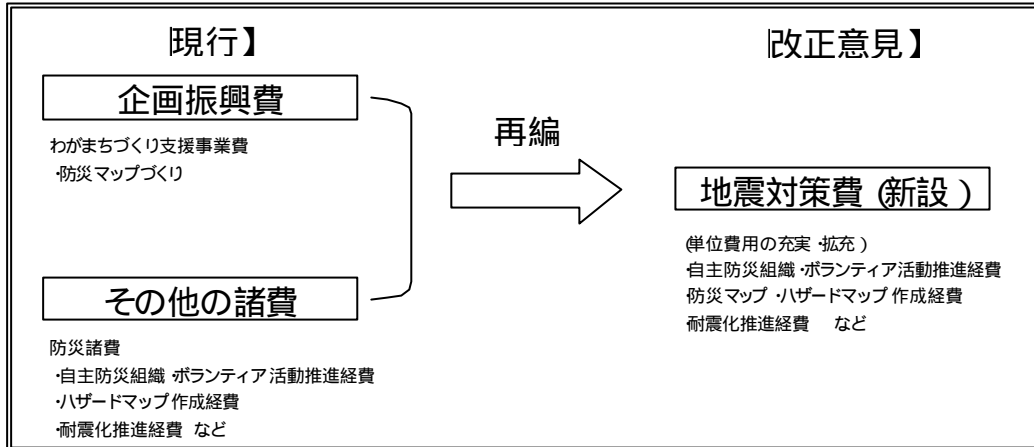 【現行】
企画振興費
わがまちづくり支援事業費
・防災マップづくり
その他の諸費
防災諸費
・自主防災組織・ボランティア活動推進経費
・ハザードマップ作成経費
・耐震化推進経費 など
再編
【改正意見】
地震対策費(新設)
(単位費用の充実・拡充)
・自主防災組織・ボランティア活動推進経費
・防災マップ・ハザードマップ作成経費
・耐震化推進経費 など